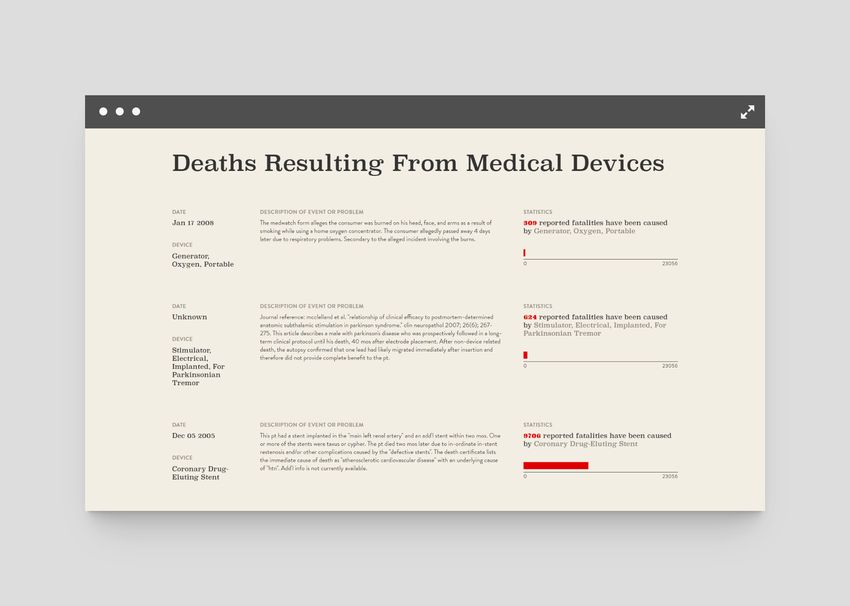 Deaths Resulting From Medical Devices
DATE
Jan 17 2008
DEVICE
Generator,
Oxygen, Portable
DESCRIPTION OF EVENT OR PROBLEM
The medwatch form alleges the consumer was burned on his head, face, and arms as a result of
smoking while using a home oxygen concentrator. The consumer allegedly passed away 4 days
later due to respiratory problems. Secondary to the alleged incident involving the burns.
STATISTICS
309 reported fatalities have been caused
by Generator, Oxygen, Portable
0 23056
DATE
Unknown
DEVICE
Stimulator,
Electrical,
Implanted, For
Parkinsonian
Tremor
DESCRIPTION OF EVENT OR PROBLEM
Journal reference: mcclelland et al. "relationship of clinical efficacy to postmortem-determined
anatomic subthalamic stimulation in parkinson syndrome." clin neuropathol 2007; 26(6); 267-
275. This article describes a male with parkinson's disease who was prospectively followed in a long-
term clinical protocol until his death, 40 mos after electrode placement. After non-device related
death, the autopsy confirmed that one lead had likely migrated immediately after insertion and
therefore did not provide complete benefit to the pt.
STATISTICS
624 reported fatalities have been caused
by Stimulator, Electrical, Implanted, For
Parkinsonian Tremor
0 23056
DATE
Dec 05 2005
DEVICE
Coronary Drug-
Eluting Stent
DESCRIPTION OF EVENT OR PROBLEM
This pt had a stent implanted in the "main left renal artery" and an add'l stent within two mos. One
or more of the stents were taxus or cypher. The pt died two mos later due to in-ordinate in-stent
restenosis and/or other complications caused by the "defective stents". The death certificate lists
the immediate cause of death as "atherosclerotic cardiovascular disease" with an underlying cause
of "htn". Add'l info is not currently available.
STATISTICS
9706 reported fatalities have been caused
by Coronary Drug-Eluting Stent
0 23056